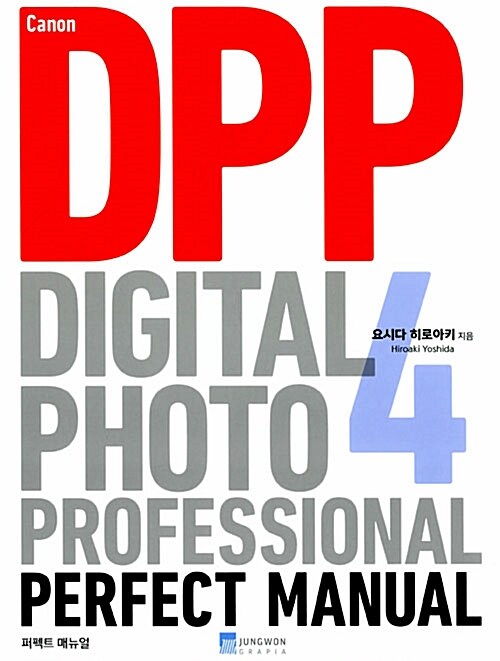 Canon
DPP
DIGITAL
PHOTO 4
요시다 히로아키 지음
Hiroaki Yoshida
PROFESSIONAL
PERFECT MANUAL
퍼펙트 매뉴얼
JUNGWON
GRAPIA